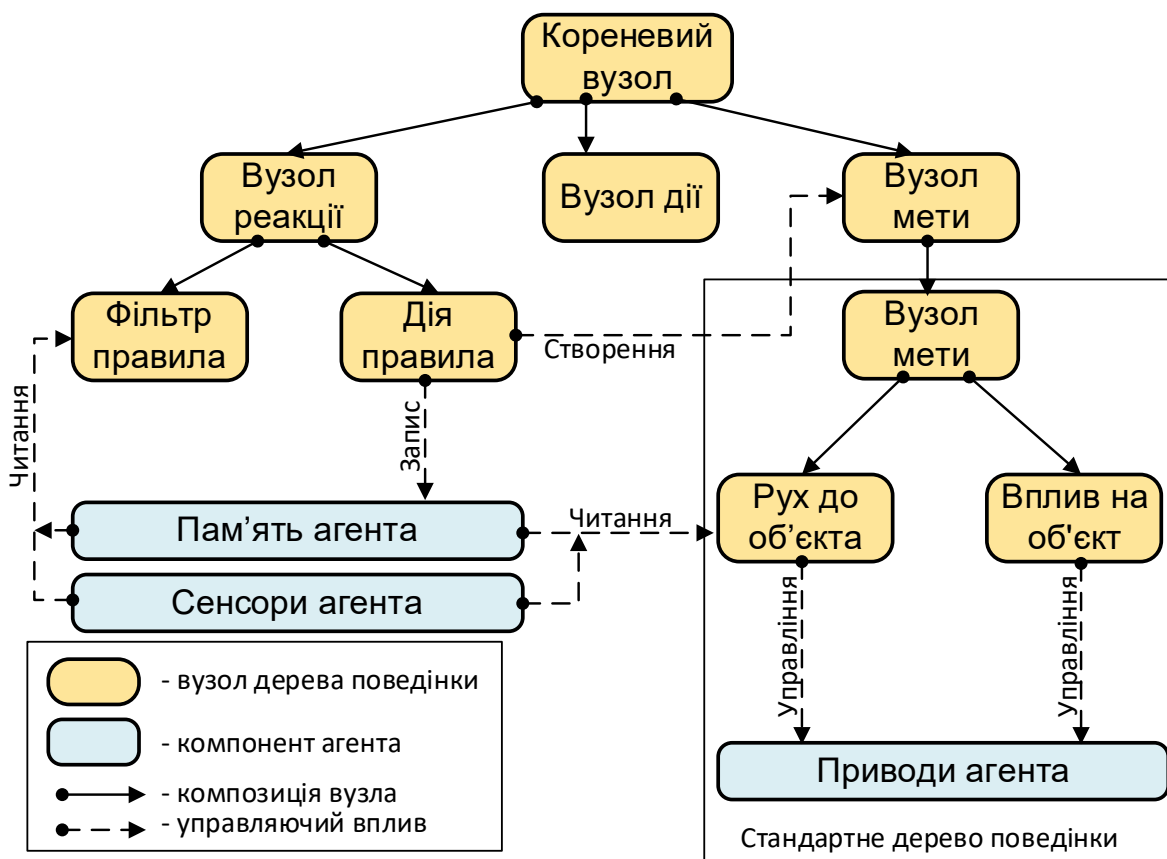 Кореневий
вузол
Вузол
реакції
Вузол дії
Вузол
мети
Фільтр
правила
Дія
правила
Створення
Вузол
мети
Читання
Запис
Пам’ять агента
Читання
Рух до
об’єкта
Вплив на
об'єкт
Сенсори агента
Управління
Управління
- вузол дерева поведінки
- компонент агента
- композиція вузла
- управляючий вплив
Приводи агента
Стандартне дерево поведінки